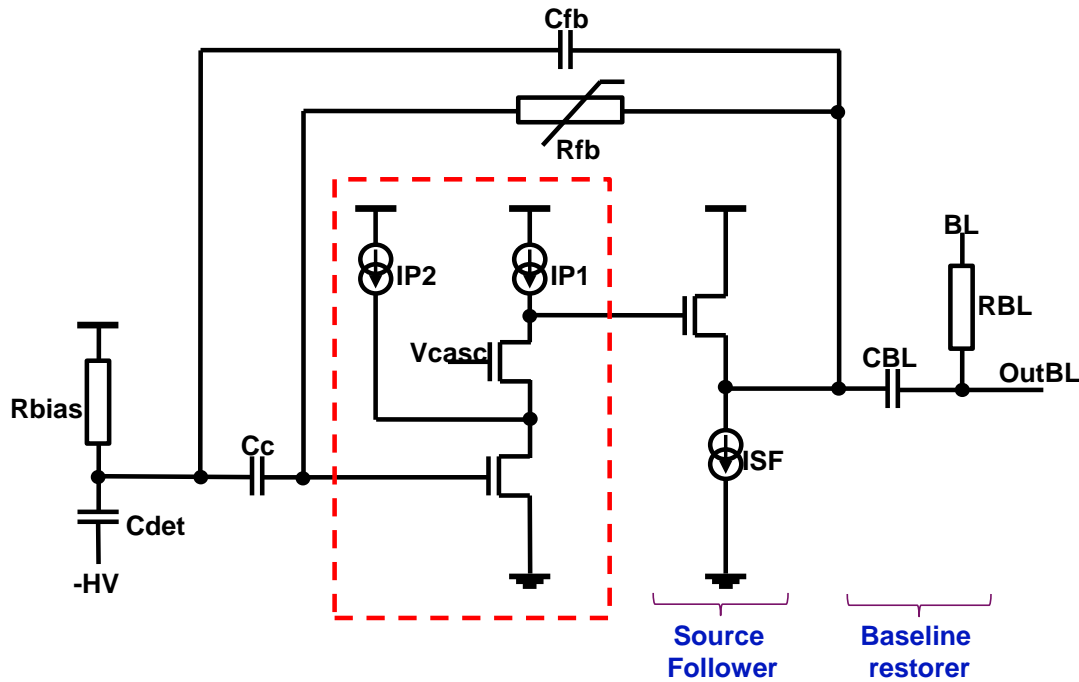 Cfb
Rfb
BL
IP2
IP1
RBL
Vcasc
CBL
OutBL
Rbias
Cc
ISF
Cdet
-HV
Source
Follower
Baseline
restorer